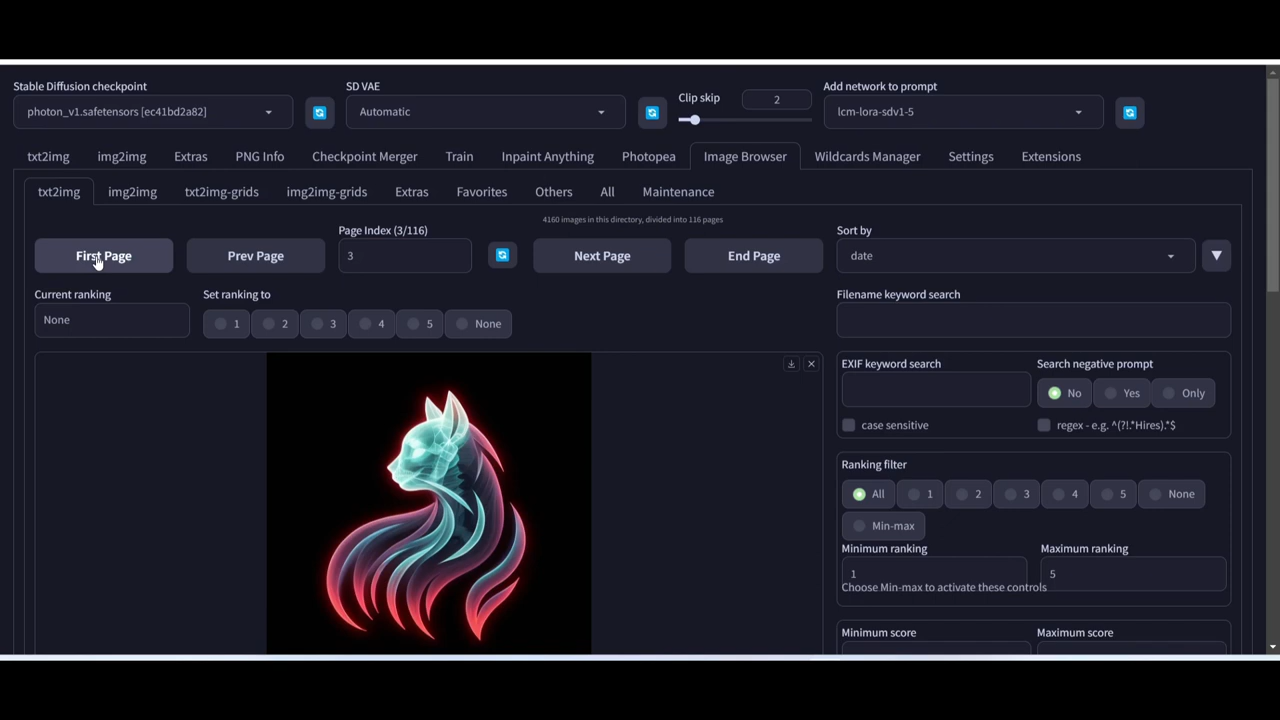 Stable Diffusion checkpoint
photon_v1.safetensors [ec41bd2a82]
SD VAE
Automatic
Clip skip
2
Add network to prompt
lcm-lora-sdv1-5
txt2img img2img Extras PNG Info Checkpoint Merger Train Inpaint Anything Photopea Image Browser Wildcards Manager Settings Extensions
txt2img img2img txt2img-grids img2img-grids Extras Favorites Others All Maintenance
4160 images in this directory, divided into 116 pages
First Page
Prev Page
Page Index (3/116)
3
Next Page
End Page
Sort by
date
Current ranking
None
Set ranking to
1 2 3 4 5 None
Filename keyword search
EXIF keyword search
Search negative prompt
No Yes Only
case sensitive
regex - e.g. ^(?!.*Hires).*$
Ranking filter
All 1 2 3 4 5 None
Min-max
Minimum ranking
1
Maximum ranking
5
Choose Min-max to activate these controls
Minimum score
Maximum score